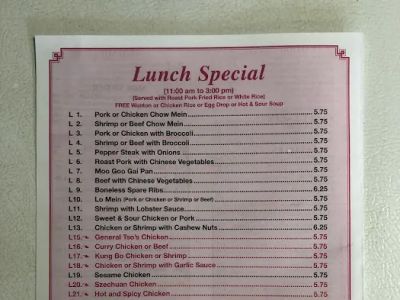 Lunch Special
(11:00 am to 3:00 pm)
(Served with Roast Pork Fried Rice or White Rice)
FREE Wonton or Chicken Rice or Egg Drop or Hot & Sour Soup
L 1. Pork or Chicken Chow Mein 5.75
L 2. Shrimp or Beef Chow Mein 5.75
L 3. Pork or Chicken with Broccoli 5.75
L 4. Shrimp or Beef with Broccoli 5.75
L 5. Pepper Steak with Onions 5.75
L 6. Roast Pork with Chinese Vegetables 5.75
L 7. Moo Goo Gai Pan 5.75
L 8. Beef with Chinese Vegetables 5.75
L 9. Boneless Spare Ribs 6.25
L10. Lo Mein (Pork or Chicken or Shrimp or Beef) 5.75
L11. Shrimp with Lobster Sauce 5.75
L12. Sweet & Sour Chicken or Pork 5.75
L13. Chicken or Shrimp with Cashew Nuts 6.25
L15. General Tso's Chicken 5.75
L16. Curry Chicken or Beef 5.75
L17. Kung Bo Chicken or Shrimp 5.75
L18. Chicken or Shrimp with Garlic Sauce 5.75
L19. Sesame Chicken 5.75
L20. Szechuan Chicken 5.75
L21. Hot and Spicy Chicken 5.75